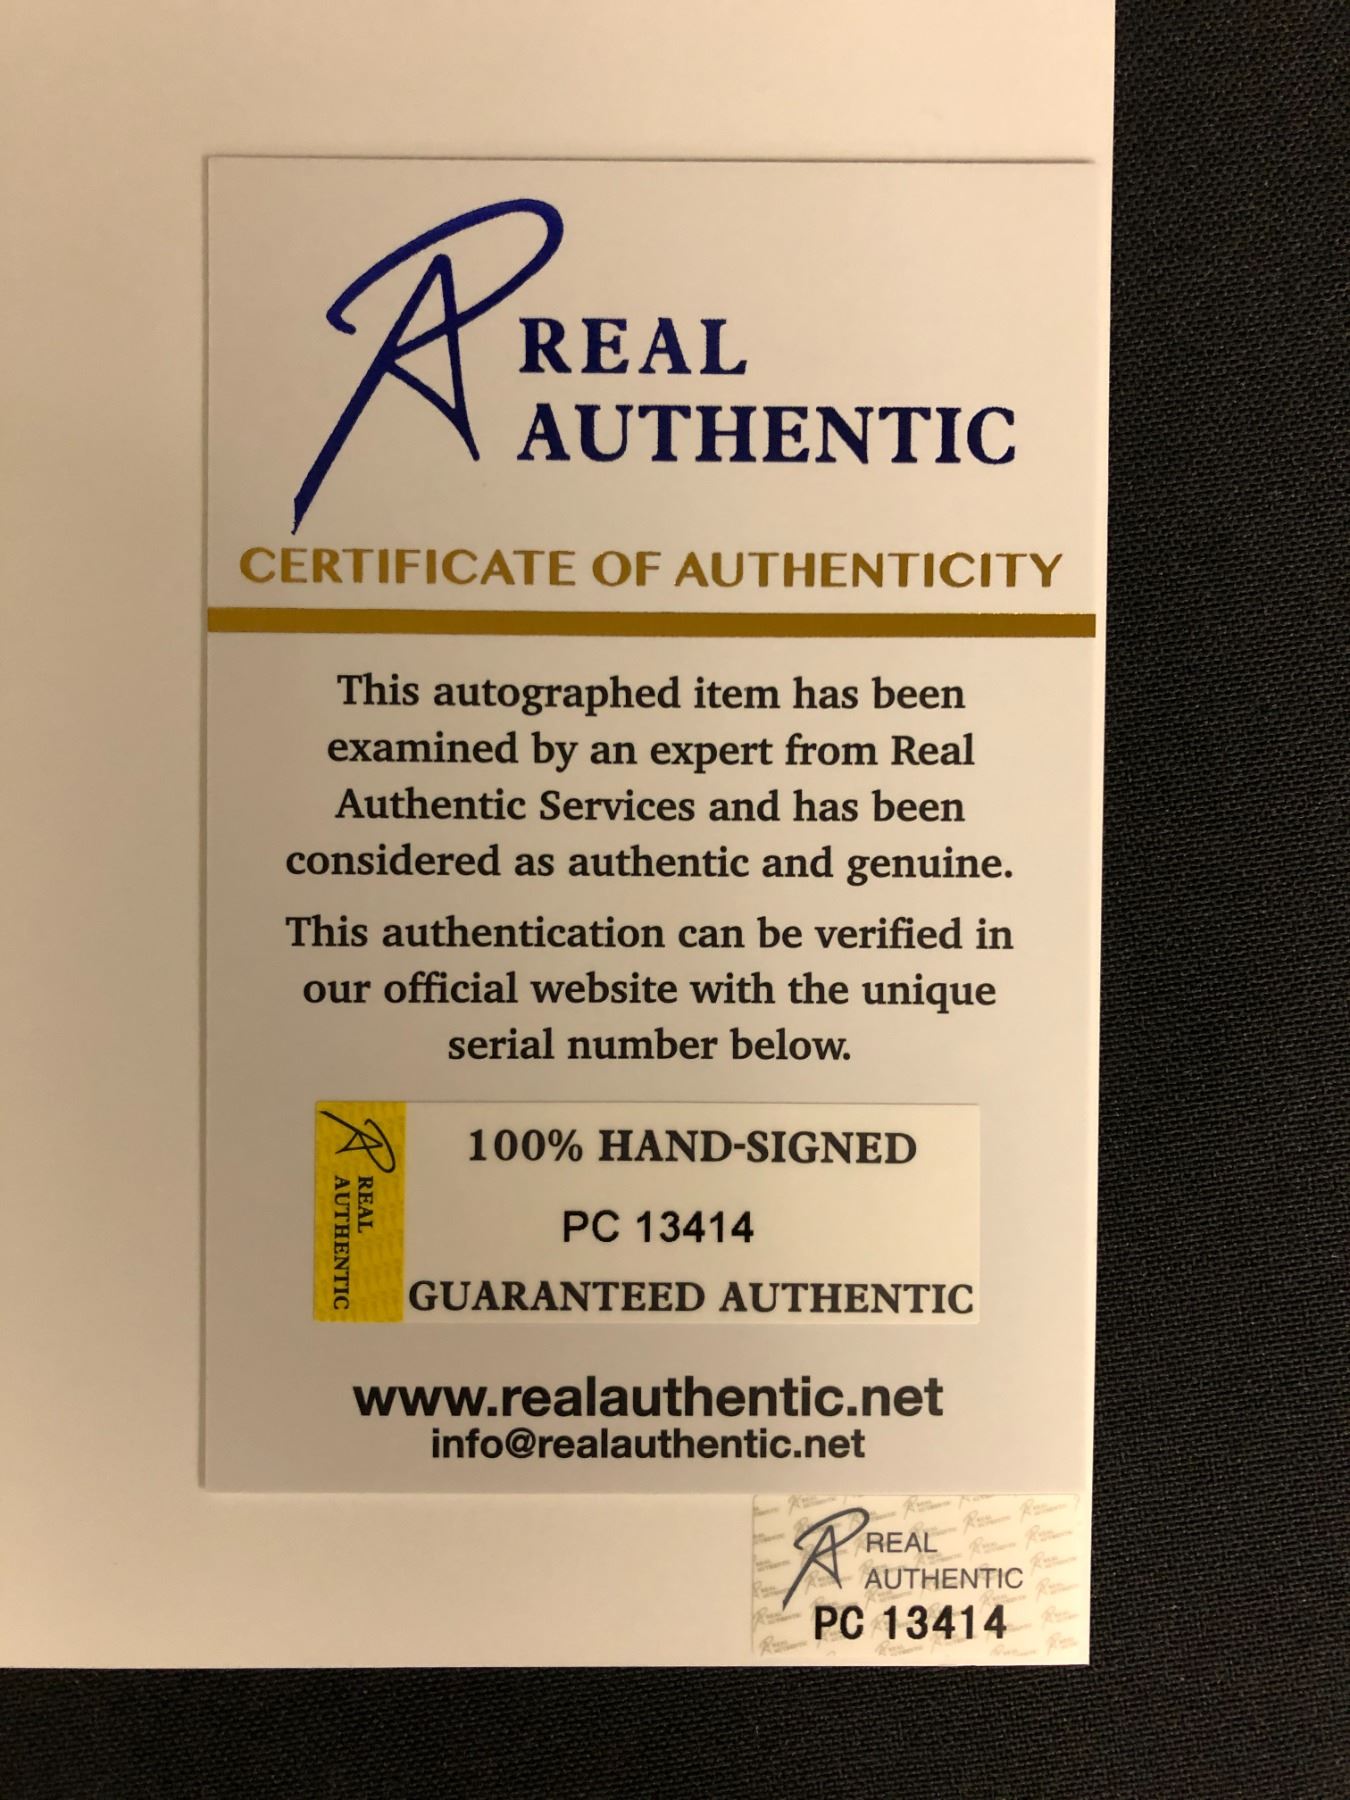 REAL
AUTHENTIC
CERTIFICATE OF AUTHENTICITY
This autographed item has been
examined by an expert from Real
Authentic Services and has been
considered as authentic and genuine.
This authentication can be verified in
our official website with the unique
serial number below.
REAL
AUTHENTIC
100% HAND-SIGNED
PC 13414
GUARANTEED AUTHENTIC
www.realauthentic.net
info@realauthentic.net
REAL
AUTHENTIC
PC 13414